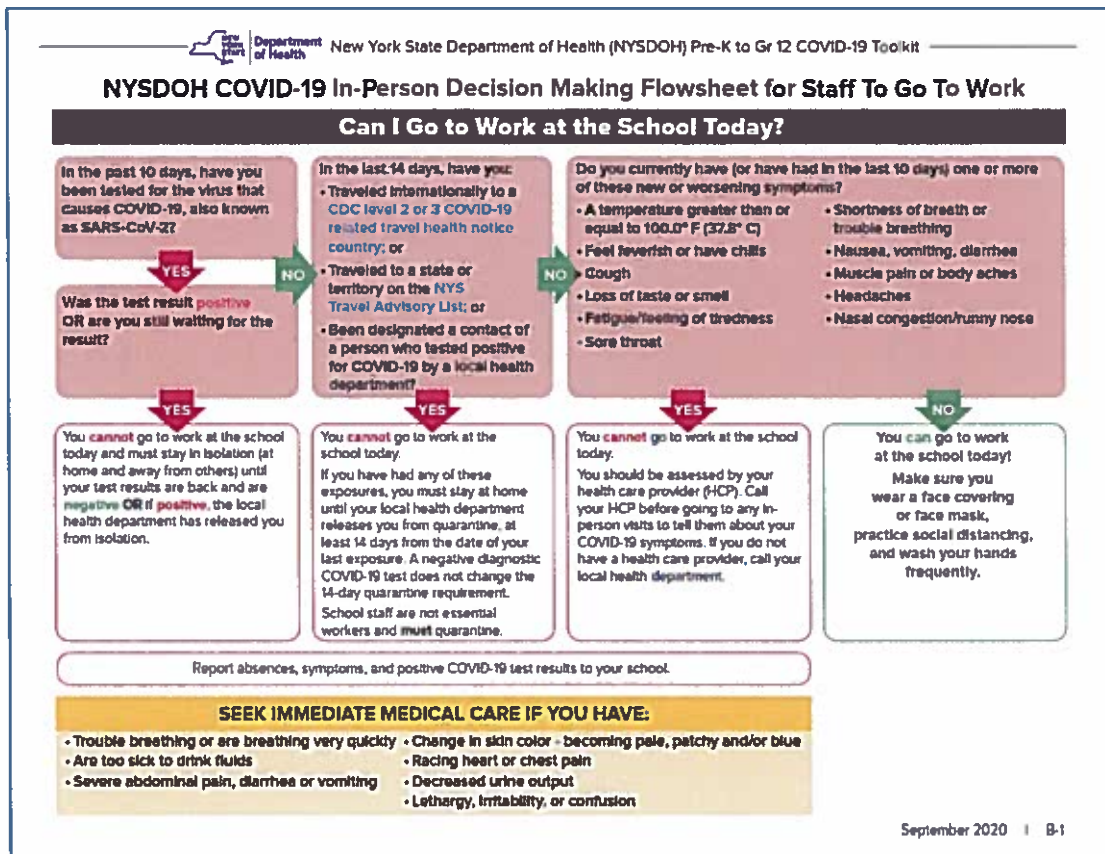 NEW YORK STATE
Department of Health
New York State Department of Health (NYSDOH) Pre-K to Gr 12 COVID-19 Toolkit
NYSDOH COVID-19 In-Person Decision Making Flowsheet for Staff To Go To Work
Can I Go to Work at the School Today?
In the past 10 days, have you
been tested for the virus that
causes COVID-19, also known
as SARS-CoV-2?
YES
Was the test result positive
OR are you still waiting for the
result?
NO
In the last 14 days, have you:
• Traveled internationally to a
CDC level 2 or 3 COVID-19
related travel health notice
country; or
• Traveled to a state or
territory on the NYS
Travel Advisory List; or
• Been designated a contact of
a person who tested positive
for COVID-19 by a local health
department?
NO
Do you currently have (or have had in the last 10 days) one or more
of these new or worsening symptoms?
• A temperature greater than or
equal to 100.0° F (37.8° C)
• Feel feverish or have chills
• Cough
• Loss of taste or smell
• Fatigue/feeling of tiredness
• Sore throat
• Shortness of breath or
trouble breathing
• Nausea, vomiting, diarrhea
• Muscle pain or body aches
• Headaches
• Nasal congestion/runny nose
YES
You cannot go to work at the school
today and must stay in isolation (at
home and away from others) until
your test results are back and are
negative OR if positive, the local
health department has released you
from isolation.
YES
You cannot go to work at the
school today.
If you have had any of these
exposures, you must stay at home
until your local health department
releases you from quarantine, at
least 14 days from the date of your
last exposure. A negative diagnostic
COVID-19 test does not change the
14-day quarantine requirement.
School staff are not essential
workers and must quarantine.
YES
You cannot go to work at the school
today.
You should be assessed by your
health care provider (HCP). Call
your HCP before going to any in-
person visits to tell them about your
COVID-19 symptoms. If you do not
have a health care provider, call your
local health department.
NO
You can go to work
at the school today!
Make sure you
wear a face covering
or face mask,
practice social distancing,
and wash your hands
frequently.
Report absences, symptoms, and positive COVID-19 test results to your school.
SEEK IMMEDIATE MEDICAL CARE IF YOU HAVE:
• Trouble breathing or are breathing very quickly
• Are too sick to drink fluids
• Severe abdominal pain, diarrhea or vomiting
• Change in skin color - becoming pale, patchy and/or blue
• Racing heart or chest pain
• Decreased urine output
• Lethargy, irritability, or confusion
September 2020 | B-1